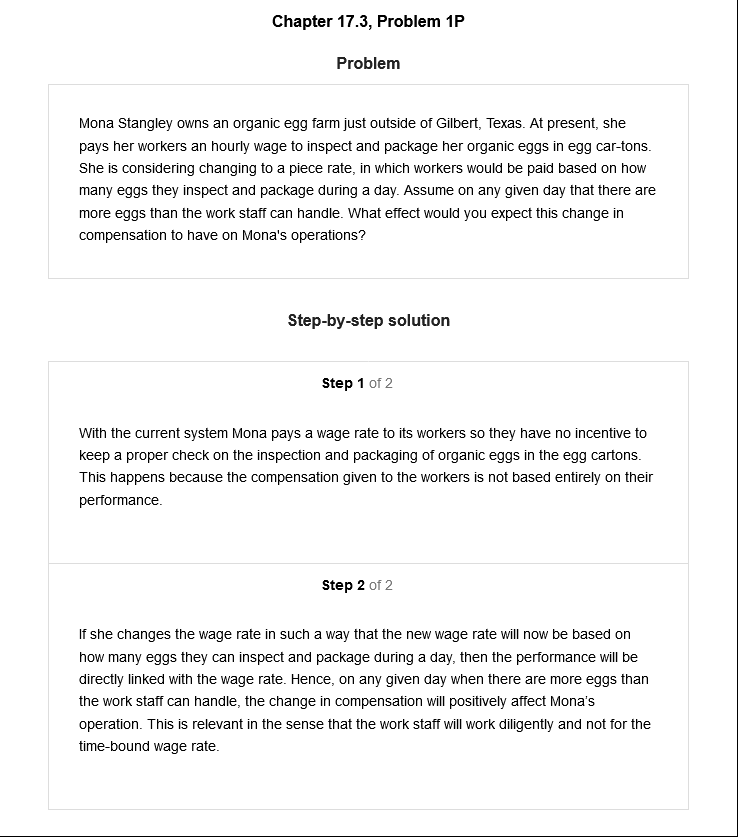 Chapter 17.3, Problem 1P
Problem
Mona Stangley owns an organic egg farm just outside of Gilbert, Texas. At present, she
pays her workers an hourly wage to inspect and package her organic eggs in egg car-tons.
She is considering changing to a piece rate, in which workers would be paid based on how
many eggs they inspect and package during a day. Assume on any given day that there are
more eggs than the work staff can handle. What effect would you expect this change in
compensation to have on Mona's operations?
Step-by-step solution
Step 1 of 2
With the current system Mona pays a wage rate to its workers so they have no incentive to
keep a proper check on the inspection and packaging of organic eggs in the egg cartons.
This happens because the compensation given to the workers is not based entirely on their
performance.
Step 2 of 2
If she changes the wage rate in such a way that the new wage rate will now be based on
how many eggs they can inspect and package during a day, then the performance will be
directly linked with the wage rate. Hence, on any given day when there are more eggs than
the work staff can handle, the change in compensation will positively affect Mona’s
operation. This is relevant in the sense that the work staff will work diligently and not for the
time-bound wage rate.